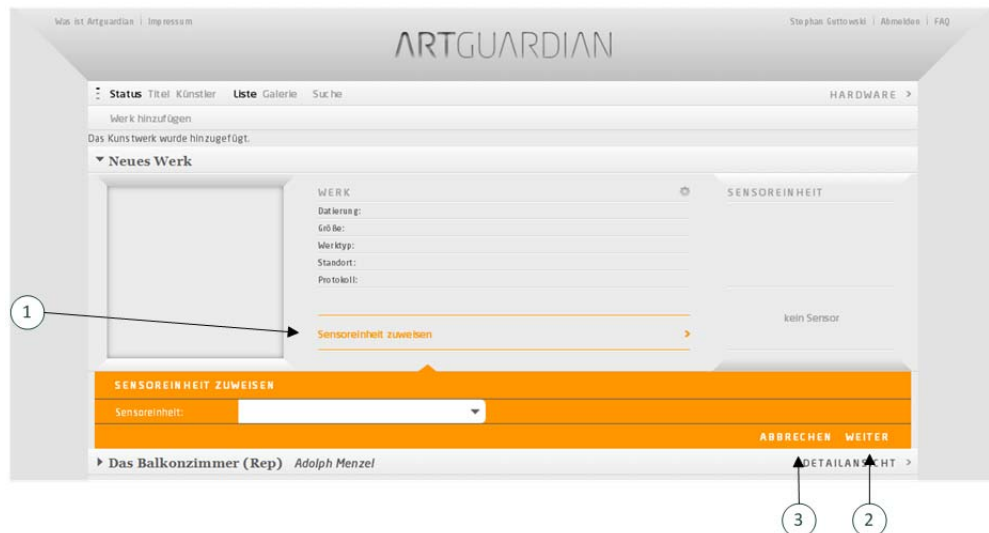 Was ist Artguardian | Impressum
Stephan Guttowski | Abmelden | FAQ
ARTGUARDIAN
Status Titel Künstler Liste Galerie Suche
HARDWARE >
Werk hinzufügen
Das Kunstwerk wurde hinzugefügt.
Neues Werk
WERK
SENSOREINHEIT
Datierung:
Größe:
Werktyp:
Standort:
Protokoll:
1
kein Sensor
Sensoreinheit zuweisen >
SENSOREINHEIT ZUWEISEN
Sensoreinheit:
ABBRECHEN WEITER
Das Balkonzimmer (Rep) Adolph Menzel
DETAILANSICHT >
3
2